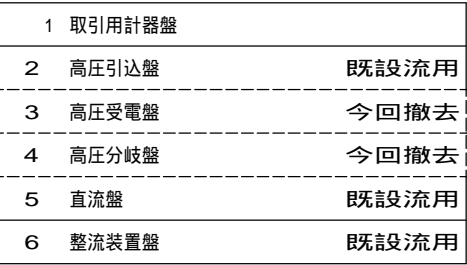 1 取引用計器盤
2 高圧引込盤 既設流用
3 高圧受電盤 今回撤去
4 高圧分岐盤 今回撤去
5 直流盤 既設流用
6 整流装置盤 既設流用